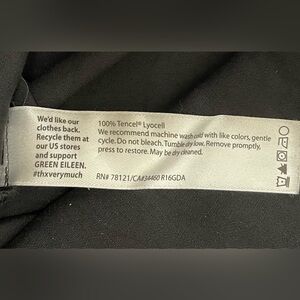 We'd like our
clothes back.
Recycle them at
our US stores
and support
GREEN EILEEN.
#thxverymuch
100% Tencel® Lyocell
We recommend machine wash cold with like colors, gentle
cycle. Do not bleach. Tumble dry low. Remove promptly,
press to restore. May be dry cleaned.
RN# 78121/CA#34460 R16GDA